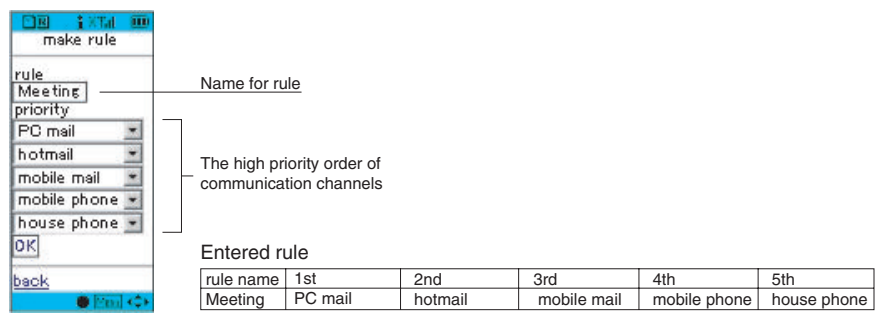 make rule
rule
Meeting
priority
PC mail
hotmail
mobile mail
mobile phone
house phone
OK
back
Menu
Name for rule
The high priority order of
communication channels
Entered rule
rule name 1st 2nd 3rd 4th 5th
Meeting PC mail hotmail mobile mail mobile phone house phone